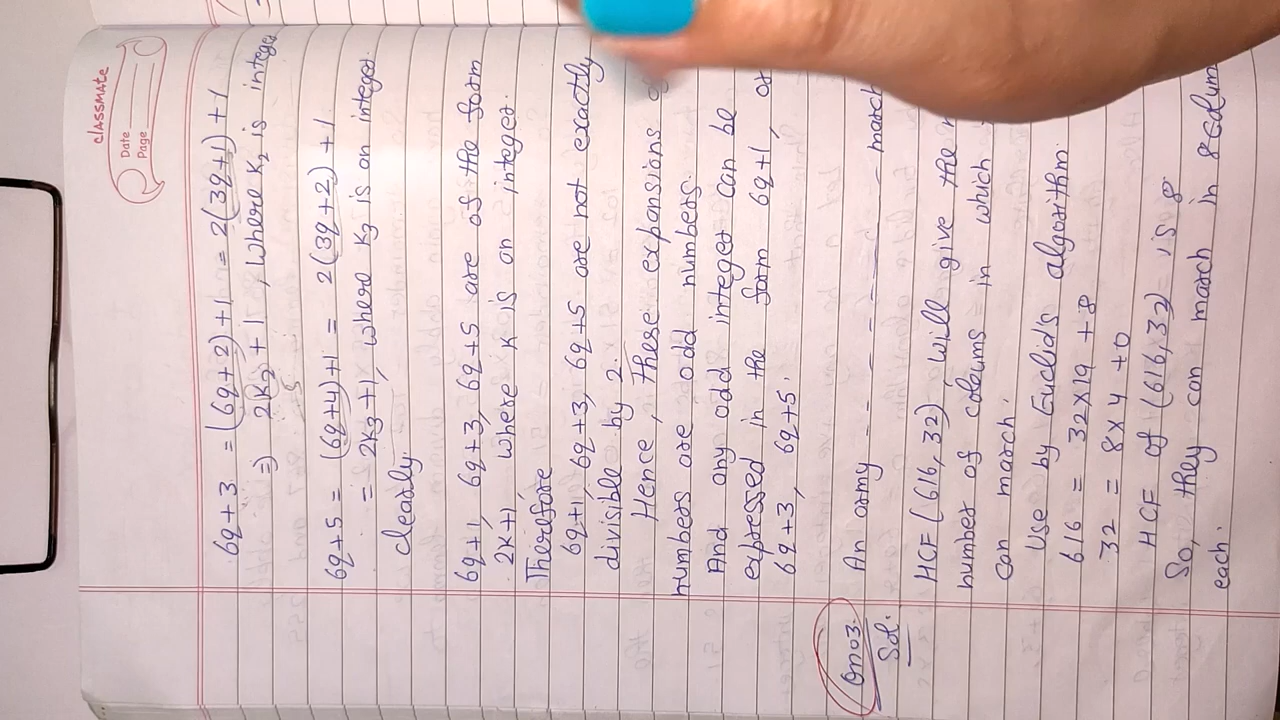 classmate
Date
Page
6q+3 = (6q+2)+1 = 2(3q+1)+1
=) 2K2+1, where K2 is intege
6q+5 = (6q+4)+1 = 2(3q+2)+1
= 2K3+1, where K3 is an integer.
clearly.
6q+1, 6q+3, 6q+5 are of the form
2K+1 where K is an integer.
Therefore
6q+1, 6q+3, 6q+5 are not exactly
divisible by 2.
Hence, these expansions
numbers are odd numbers.
And any odd integer can be
expressed in the form 6q+1, or
6q+3, 6q+5.
Qno3. An army - - - - - march
Sol.
HCF (616, 32) will give the
number of colums in which
can march.
Use by Euclid's algorithm.
616 = 32×19 +8
32 = 8×4 +0
HCF of (616,32) is 8
So, they can march in 8 colum
each.